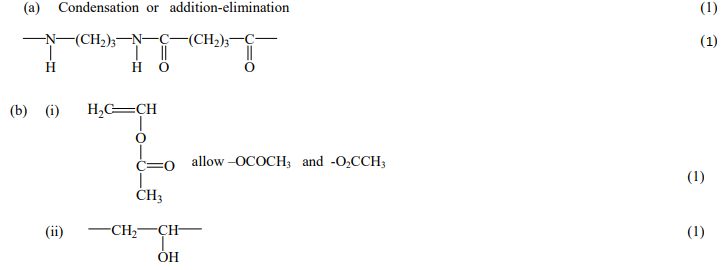 (a) Condensation or addition-elimination (1)
—N—(CH₂)₃—N—C—(CH₂)₃—C— (1)
H H O O
(b) (i) H₂C=CH
O
C=O allow –OCOCH₃ and -O₂CCH₃
(1)
CH₃
(ii) —CH₂—CH— (1)
OH